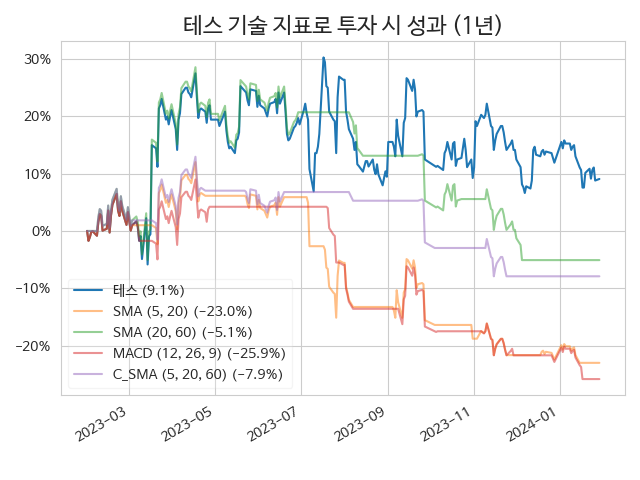 테스 기술 지표로 투자 시 성과 (1년)
30%
20%
10%
0%
−10%
−20%
테스 (9.1%)
SMA (5, 20) (−23.0%)
SMA (20, 60) (−5.1%)
MACD (12, 26, 9) (−25.9%)
C_SMA (5, 20, 60) (−7.9%)
2023−03
2023−05
2023−07
2023−09
2023−11
2024−01